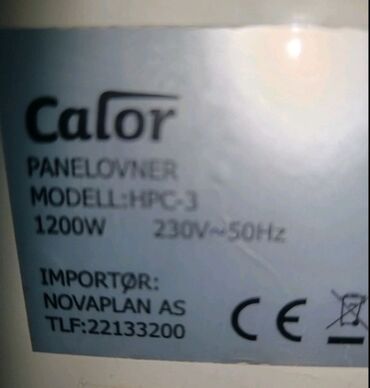 Calor
PANELOVNER
MODELL:HPC-3
1200W 230V~50Hz
IMPORTØR:
NOVAPLAN AS
TLF:22133200
CE